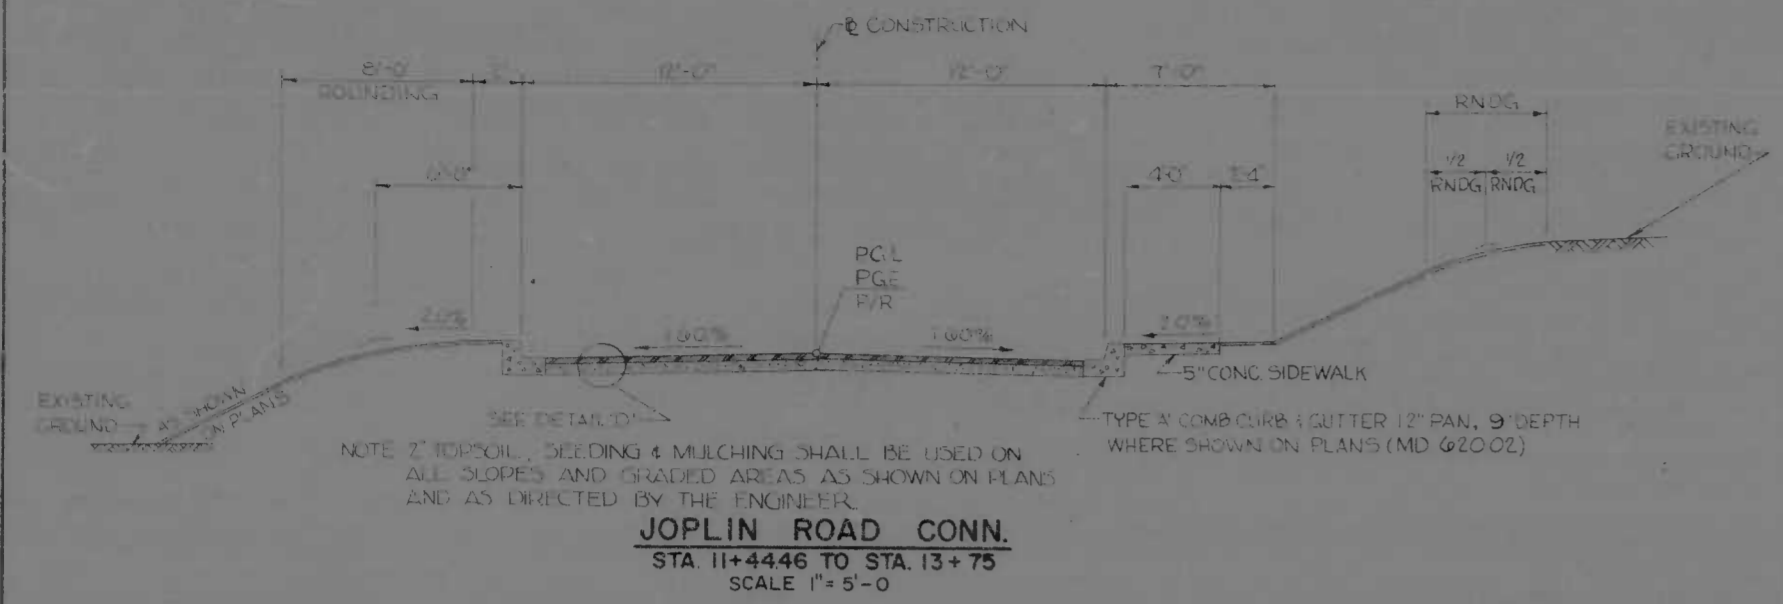 ℄ CONSTRUCTION
8'-0"
ROUNDING
2'
12'-0"
12'-0"
7'-0"
RNDG
EXISTING
GROUND
1/2
RNDG
1/2
RNDG
4'-0"
PGL
PGE
F/R
2.0%
1.60%
1.60%
2.0%
5" CONC. SIDEWALK
EXISTING
GROUND
AS SHOWN
ON PLANS
SEE DETAIL 'D'
TYPE 'A' COMB CURB & GUTTER 12" PAN, 9" DEPTH
WHERE SHOWN ON PLANS (MD 62002)
NOTE 2" TOPSOIL, SEEDING & MULCHING SHALL BE USED ON
ALL SLOPES AND GRADED AREAS AS SHOWN ON PLANS
AND AS DIRECTED BY THE ENGINEER.
JOPLIN ROAD CONN.
STA. 11+44.46 TO STA. 13+75
SCALE 1"= 5'-0